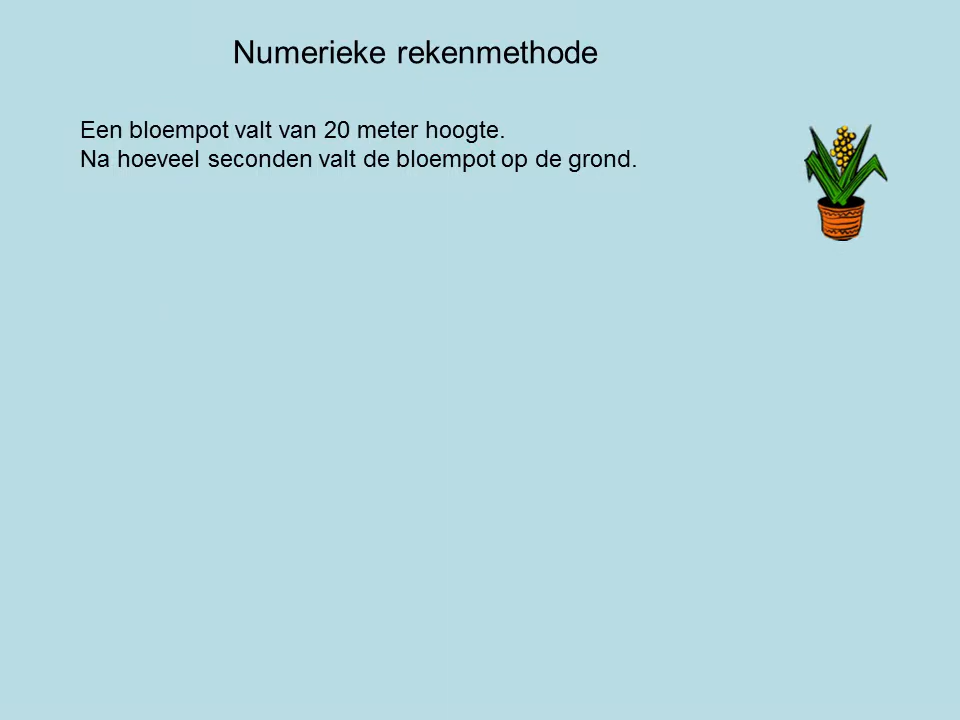 Numerieke rekenmethode
Een bloempot valt van 20 meter hoogte.
Na hoeveel seconden valt de bloempot op de grond.